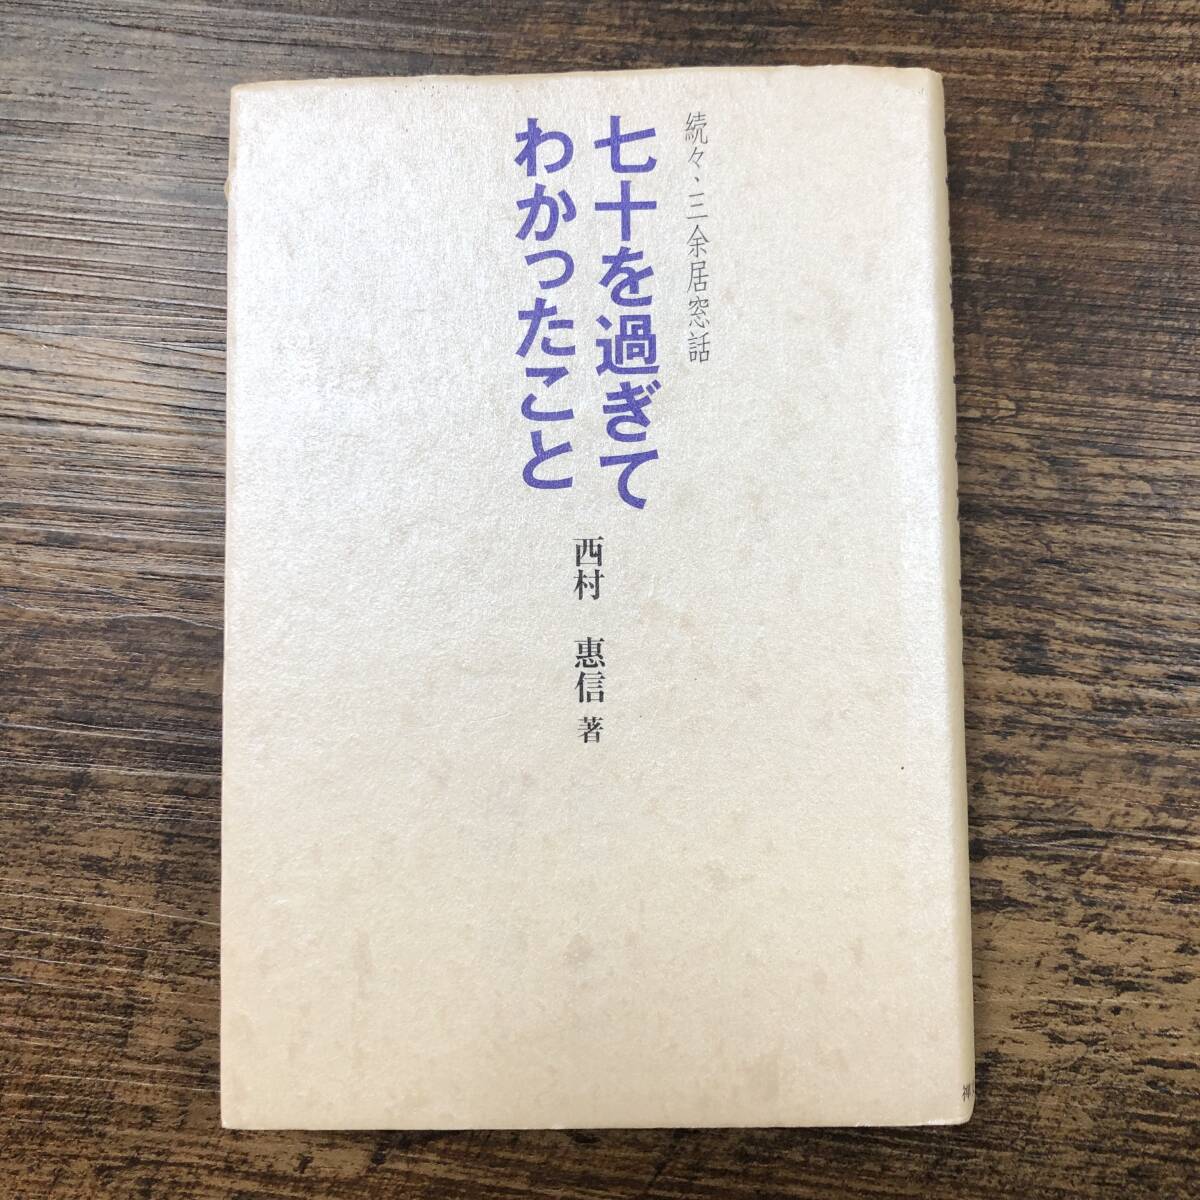 続々、三余居窓話
七十を過ぎて
わかったこと
西村 惠信 著